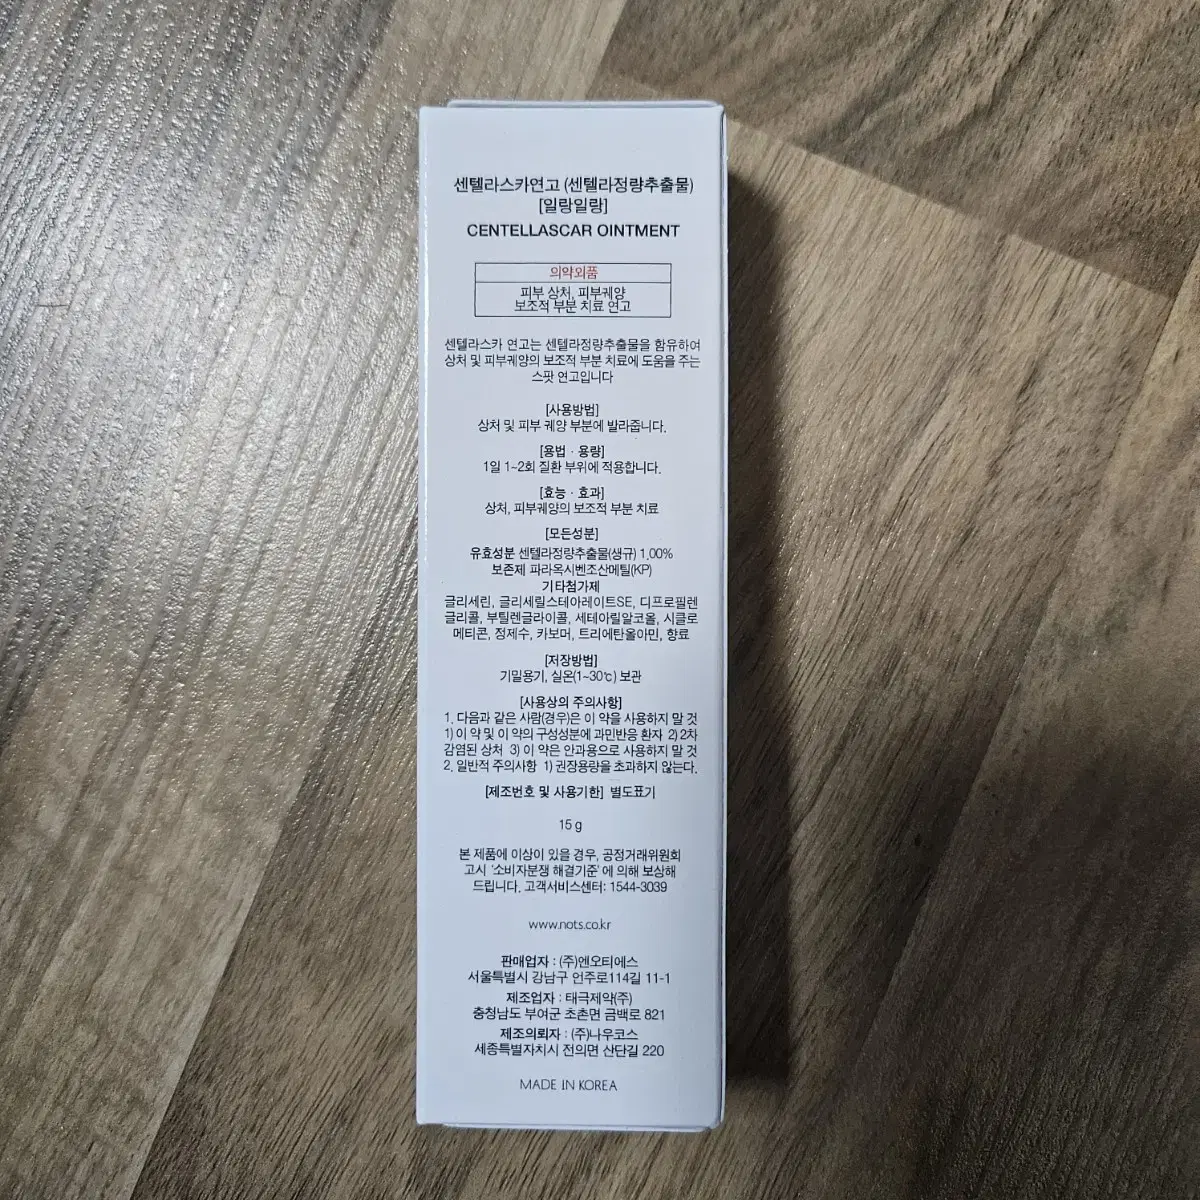 센텔라스카연고 (센텔라정량추출물)
[일랑일랑]
CENTELLASCAR OINTMENT
의약외품
피부 상처, 피부궤양
보조적 부분 치료 연고
센텔라스카 연고는 센텔라정량추출물을 함유하여
상처 및 피부궤양의 보조적 부분 치료에 도움을 주는
스팟 연고입니다
[사용방법]
상처 및 피부 궤양 부분에 발라줍니다.
[용법 · 용량]
1일 1~2회 질환 부위에 적용합니다.
[효능 · 효과]
상처, 피부궤양의 보조적 부분 치료
[모든성분]
유효성분 센텔라정량추출물(생규) 1.00%
보존제 파라옥시벤조산메틸(KP)
기타첨가제
글리세린, 글리세릴스테아레이트SE, 디프로필렌
글리콜, 부틸렌글라이콜, 세테아릴알코올, 시클로
메티콘, 정제수, 카보머, 트리에탄올아민, 향료
[저장방법]
기밀용기, 실온(1~30℃) 보관
[사용상의 주의사항]
1. 다음과 같은 사람(경우)은 이 약을 사용하지 말 것
1) 이 약 및 이 약의 구성성분에 과민반응 환자 2) 2차
감염된 상처 3) 이 약은 안과용으로 사용하지 말 것
2. 일반적 주의사항 1) 권장용량을 초과하지 않는다.
[제조번호 및 사용기한] 별도표기
15 g
본 제품에 이상이 있을 경우, 공정거래위원회
고시 '소비자분쟁 해결기준' 에 의해 보상해
드립니다. 고객서비스센터: 1544-3039
www.nots.co.kr
판매업자 : (주)엔오티에스
서울특별시 강남구 언주로114길 11-1
제조업자 : 태극제약(주)
충청남도 부여군 초촌면 금백로 821
제조의뢰자 : (주)나우코스
세종특별자치시 전의면 산단길 220
MADE IN KOREA